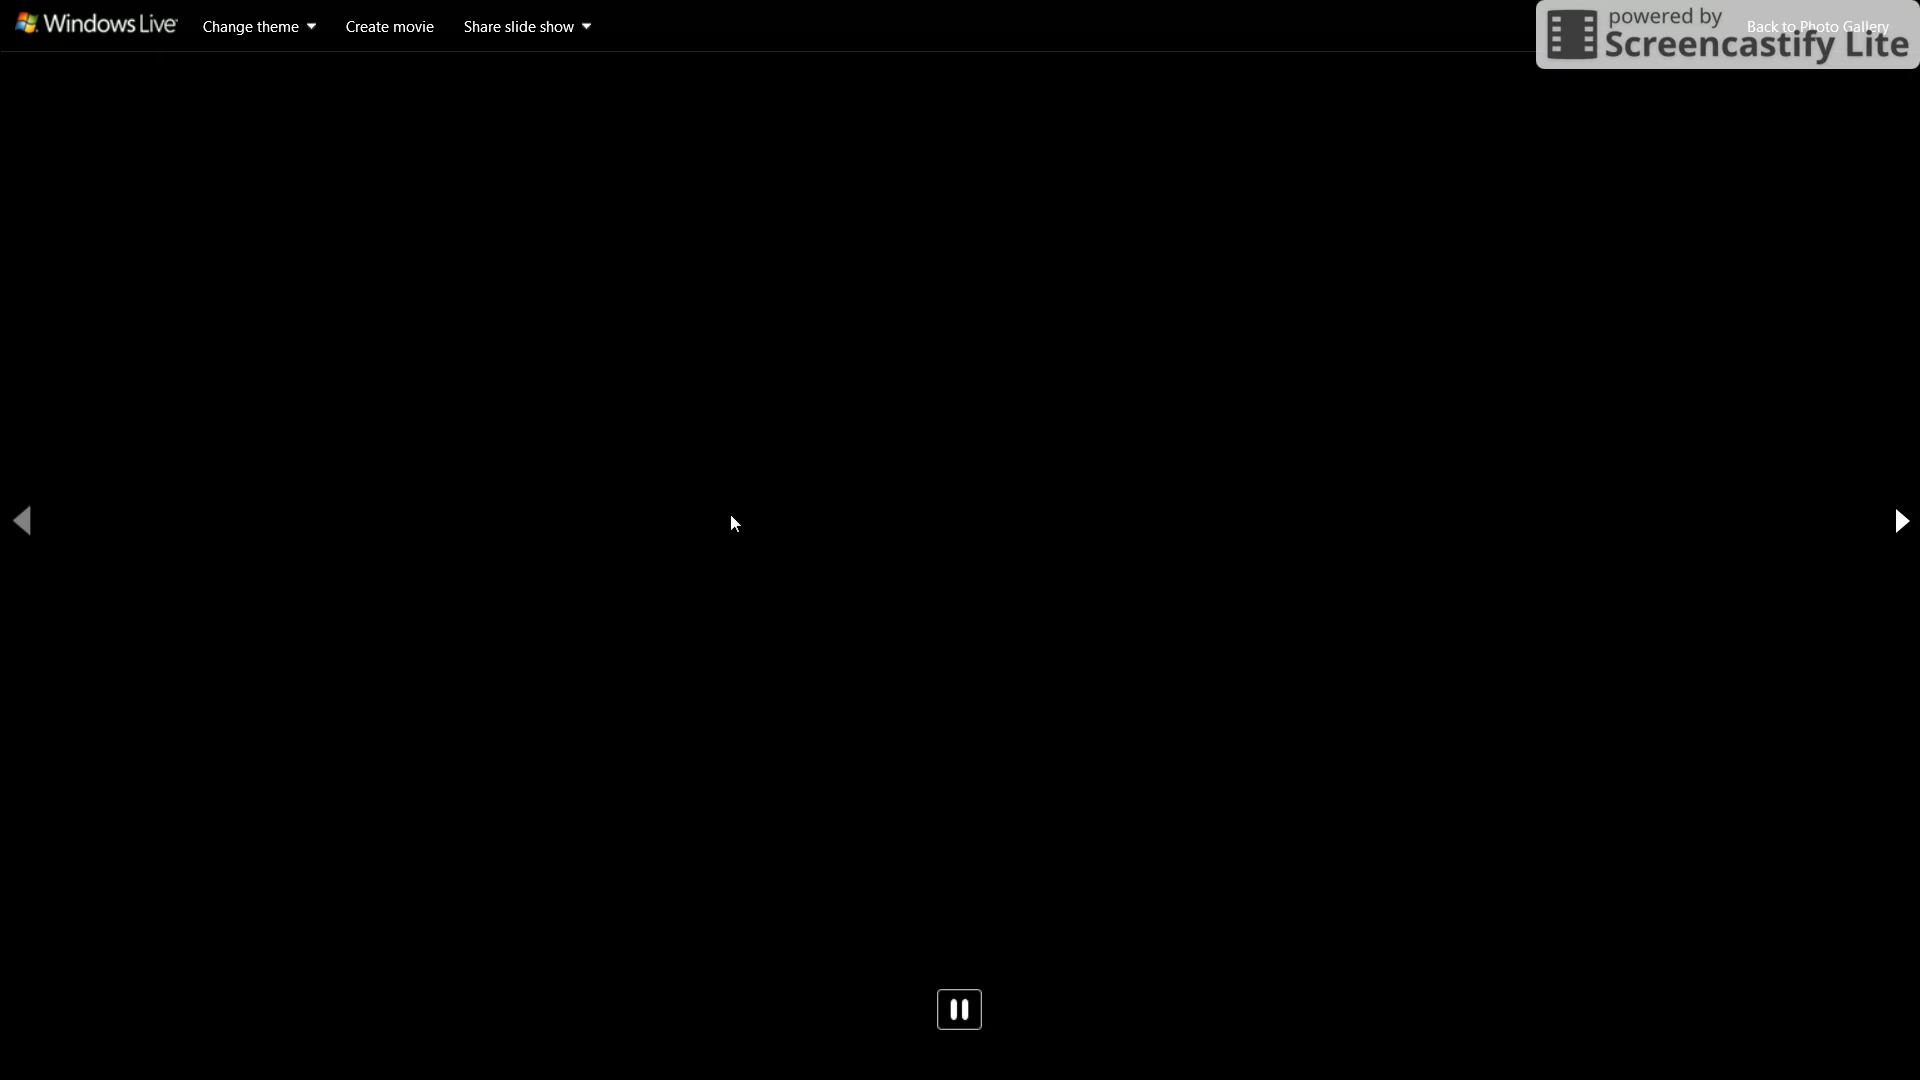 Windows Live
Change theme
Create movie
Share slide show
Back to Photo Gallery
powered by
Screencastify Lite